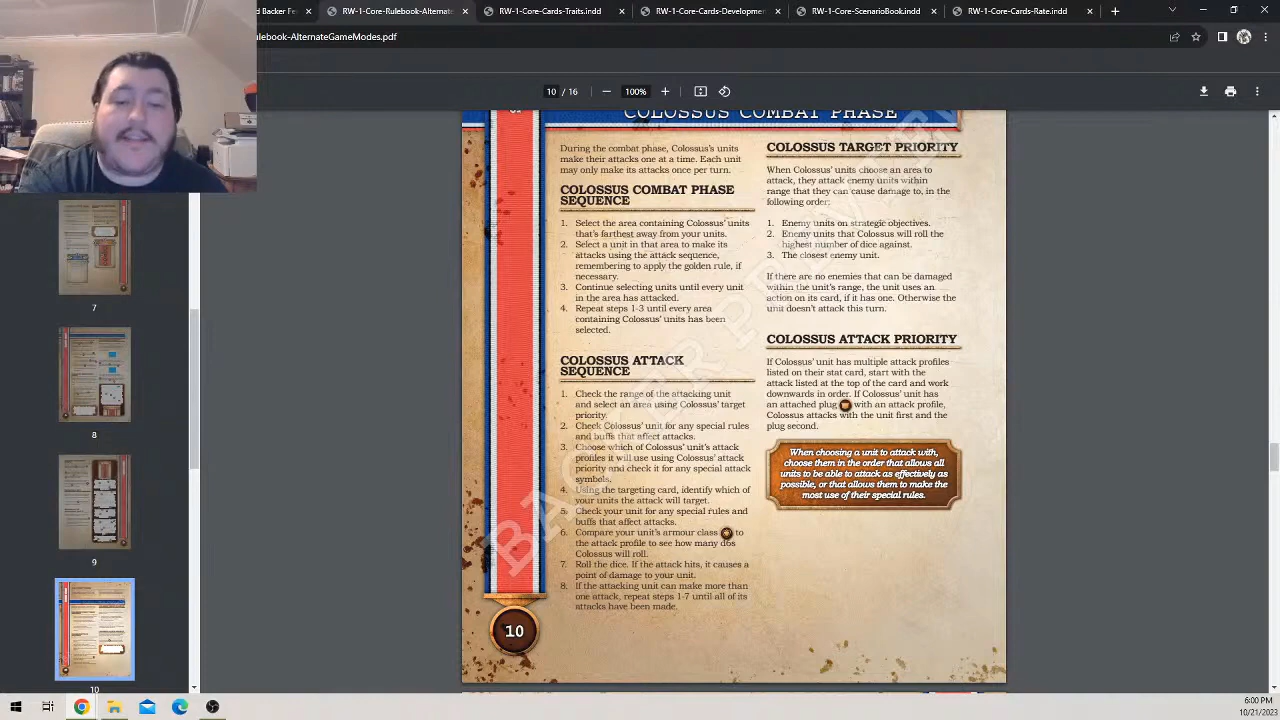 Backer Fe
RW-1-Core-Rulebook-Alternate
RW-1-Core-Cards-Traits.indd
RW-1-Core-Cards-Developmen
RW-1-Core-ScenarioBook.indd
RW-1-Core-Cards-Rate.indd
ulebook-AlternateGameModes.pdf
10 / 16
100%
COLOSSUS COMBAT PHASE
During the combat phase, Colossus's units
make their attacks one at a time. Each unit
may only make its attacks once per turn.
COLOSSUS COMBAT PHASE
SEQUENCE
1. Select the area containing Colossus' units
that's farthest away from your units.
2. Select a unit in that area to make its
attacks using the attack sequence,
remembering to apply the golden rule, if
necessary.
3. Continue selecting units until every unit
in the area has attacked.
4. Repeat steps 1-3 until every area
containing Colossus' units has been
selected.
COLOSSUS ATTACK
SEQUENCE
1. Check the range of the attacking unit
and select an area using Colossus' target
priority.
2. Check Colossus' unit for any special rules
and buffs that affect attacks.
3. Choose which of Colossus' unit's attack
profiles it will use using Colossus' attack
priority and check it for any special attack
symbols.
4. Using the targeting card, identify which of
your units the attack will target.
5. Check your unit for any special rules and
buffs that affect attacks.
6. Compare your unit's armour class to
the attack profile to see how many d6s
Colossus will roll.
7. Roll the dice. If the attack hits, it causes a
point of damage to your unit.
8. If the attacking unit can make more than
one attack, repeat steps 1-7 until all of its
attacks have been made.
10
COLOSSUS TARGET PRIORITY
When Colossus' units choose an area to
attack, they attack enemy units within
range that they can cause damage to, in the
following order:
1. Enemy units on strategic objectives.
2. Enemy units that Colossus will roll the
highest number of dice against.
3. The closest enemy unit.
If there are no enemies that can be damaged
within the unit's range, the unit uses an
action on its card, if it has one. Otherwise the
unit doesn't attack this turn.
COLOSSUS ATTACK PRIORITY
If Colossus' unit has multiple attack profiles
listed on their stat card, start with the
attack listed at the top of the card and work
downwards in order. If Colossus' unit has
an attached plug with an attack profile,
Colossus attacks with the unit first and the
plug second.
When choosing a unit to attack with,
choose them in the order that allows all
units to be able to attack as effectively as
possible, or that allows them to make the
most use of their special rules.
7
8
9
10
6:00 PM
10/21/2023